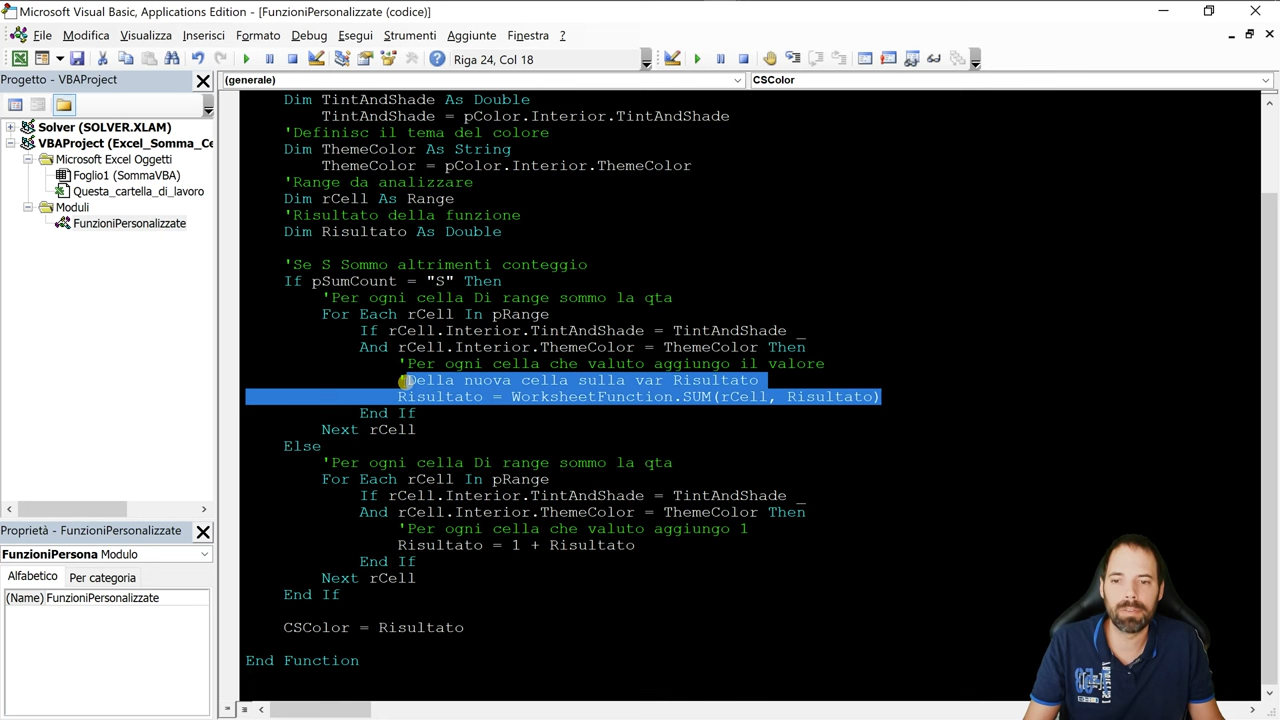 Microsoft Visual Basic, Applications Edition - [FunzioniPersonalizzate (codice)]
File Modifica Visualizza Inserisci Formato Debug Esegui Strumenti Aggiunte Finestra ?
Riga 24, Col 18
Progetto - VBAProject
Solver (SOLVER.XLAM)
VBAProject (Excel_Somma_Ce
Microsoft Excel Oggetti
Foglio1 (SommaVBA)
Questa_cartella_di_lavoro
Moduli
FunzioniPersonalizzate
Proprietà - FunzioniPersonalizzate
FunzioniPersona Modulo
Alfabetico Per categoria
(Name) FunzioniPersonalizzate
(generale) CSColor
Dim TintAndShade As Double
TintAndShade = pColor.Interior.TintAndShade
'Definisc il tema del colore
Dim ThemeColor As String
ThemeColor = pColor.Interior.ThemeColor
'Range da analizzare
Dim rCell As Range
'Risultato della funzione
Dim Risultato As Double
'Se S Sommo altrimenti conteggio
If pSumCount = "S" Then
'Per ogni cella Di range sommo la qta
For Each rCell In pRange
If rCell.Interior.TintAndShade = TintAndShade _
And rCell.Interior.ThemeColor = ThemeColor Then
'Per ogni cella che valuto aggiungo il valore
Della nuova cella sulla var Risultato
Risultato = WorksheetFunction.SUM(rCell, Risultato)
End If
Next rCell
Else
'Per ogni cella Di range sommo la qta
For Each rCell In pRange
If rCell.Interior.TintAndShade = TintAndShade _
And rCell.Interior.ThemeColor = ThemeColor Then
'Per ogni cella che valuto aggiungo 1
Risultato = 1 + Risultato
End If
Next rCell
End If
CSColor = Risultato
End Function